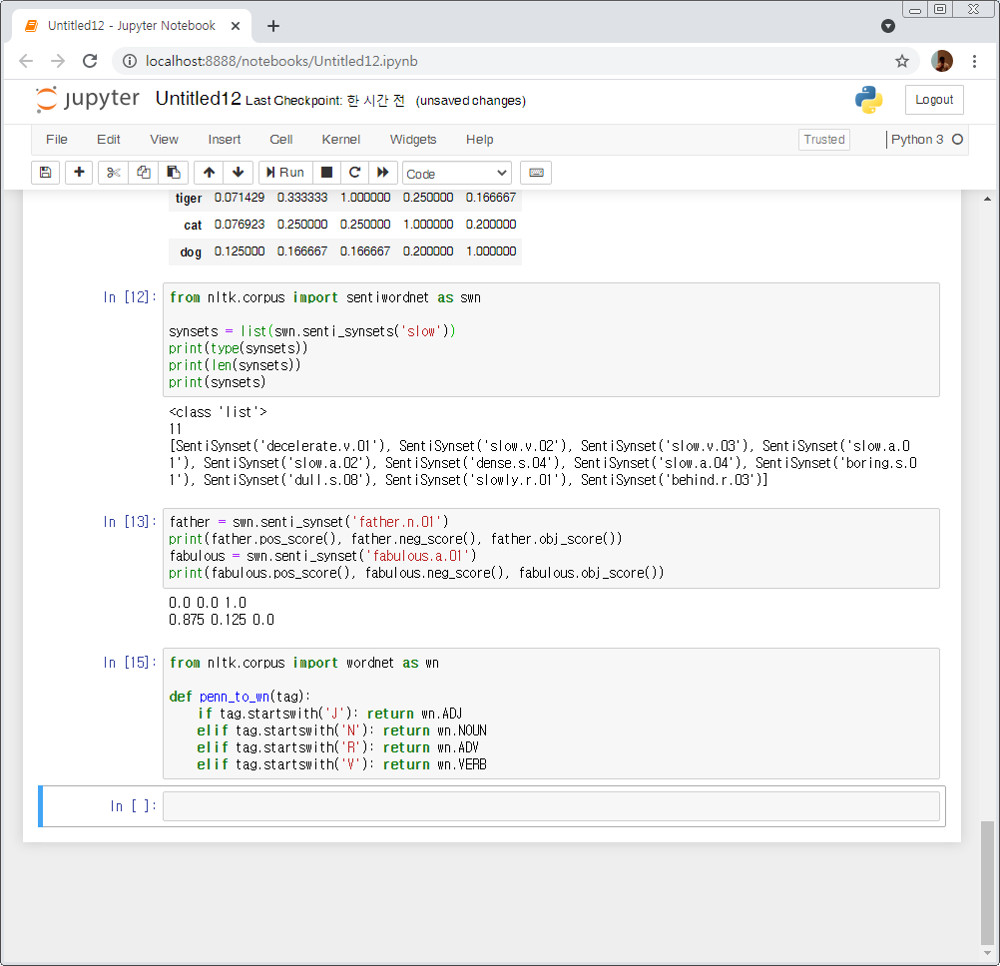 Untitled12 - Jupyter Notebook
localhost:8888/notebooks/Untitled12.ipynb
jupyter Untitled12 Last Checkpoint: 한 시간 전 (unsaved changes)
Logout
File Edit View Insert Cell Kernel Widgets Help Trusted Python 3
Run Code
tiger 0.071429 0.333333 1.000000 0.250000 0.166667
cat 0.076923 0.250000 0.250000 1.000000 0.200000
dog 0.125000 0.166667 0.166667 0.200000 1.000000
In [12]: from nltk.corpus import sentiwordnet as swn
synsets = list(swn.senti_synsets('slow'))
print(type(synsets))
print(len(synsets))
print(synsets)
<class 'list'>
11
[SentiSynset('decelerate.v.01'), SentiSynset('slow.v.02'), SentiSynset('slow.v.03'), SentiSynset('slow.a.0
1'), SentiSynset('slow.a.02'), SentiSynset('dense.s.04'), SentiSynset('slow.a.04'), SentiSynset('boring.s.0
1'), SentiSynset('dull.s.08'), SentiSynset('slowly.r.01'), SentiSynset('behind.r.03')]
In [13]: father = swn.senti_synset('father.n.01')
print(father.pos_score(), father.neg_score(), father.obj_score())
fabulous = swn.senti_synset('fabulous.a.01')
print(fabulous.pos_score(), fabulous.neg_score(), fabulous.obj_score())
0.0 0.0 1.0
0.875 0.125 0.0
In [15]: from nltk.corpus import wordnet as wn
def penn_to_wn(tag):
    if tag.startswith('J'): return wn.ADJ
    elif tag.startswith('N'): return wn.NOUN
    elif tag.startswith('R'): return wn.ADV
    elif tag.startswith('V'): return wn.VERB
In [ ]: